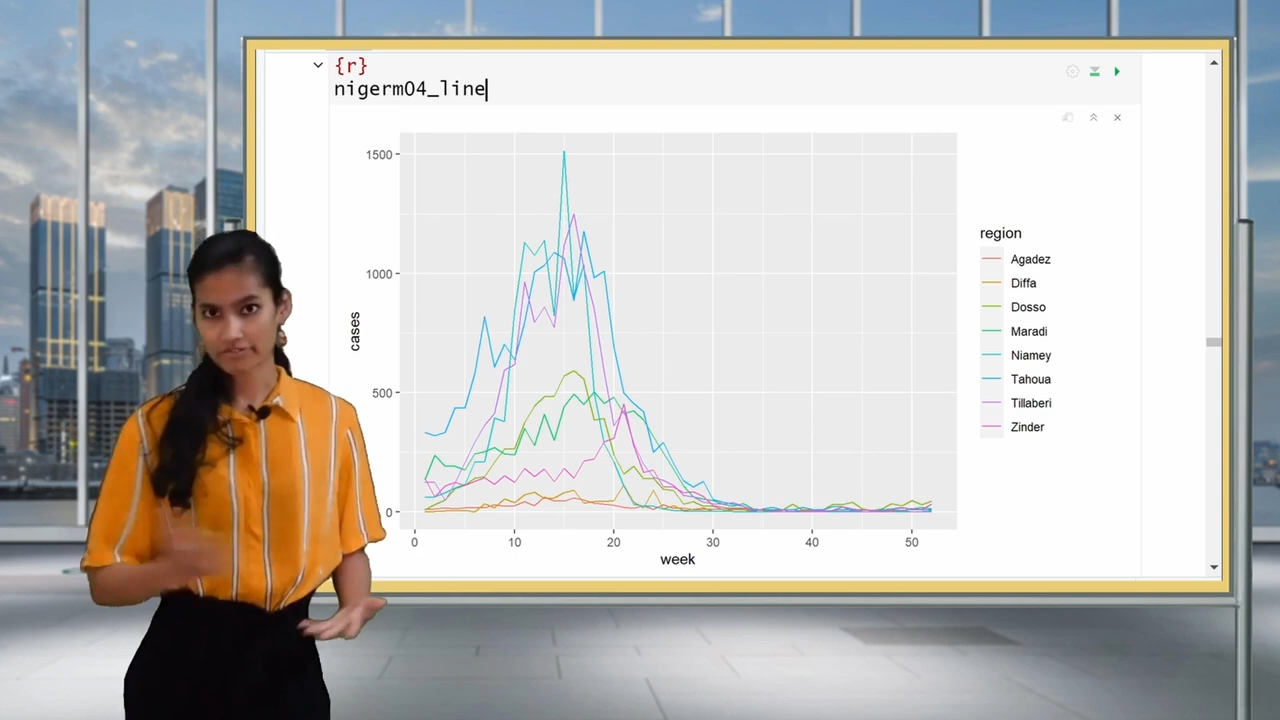 {r}
nigerm04_line
1500
1000
500
0
cases
0 10 20 30 40 50
week
region
Agadez
Diffa
Dosso
Maradi
Niamey
Tahoua
Tillaberi
Zinder